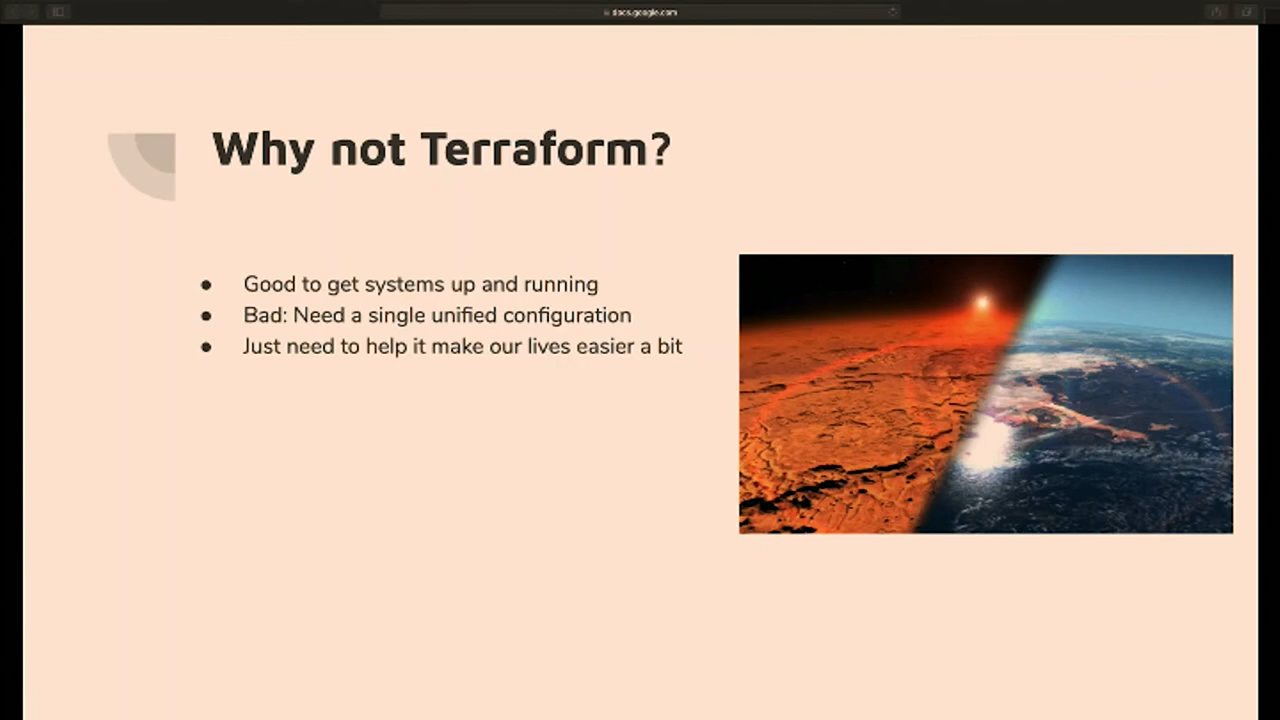 docs.google.com
Why not Terraform?
● Good to get systems up and running
● Bad: Need a single unified configuration
● Just need to help it make our lives easier a bit